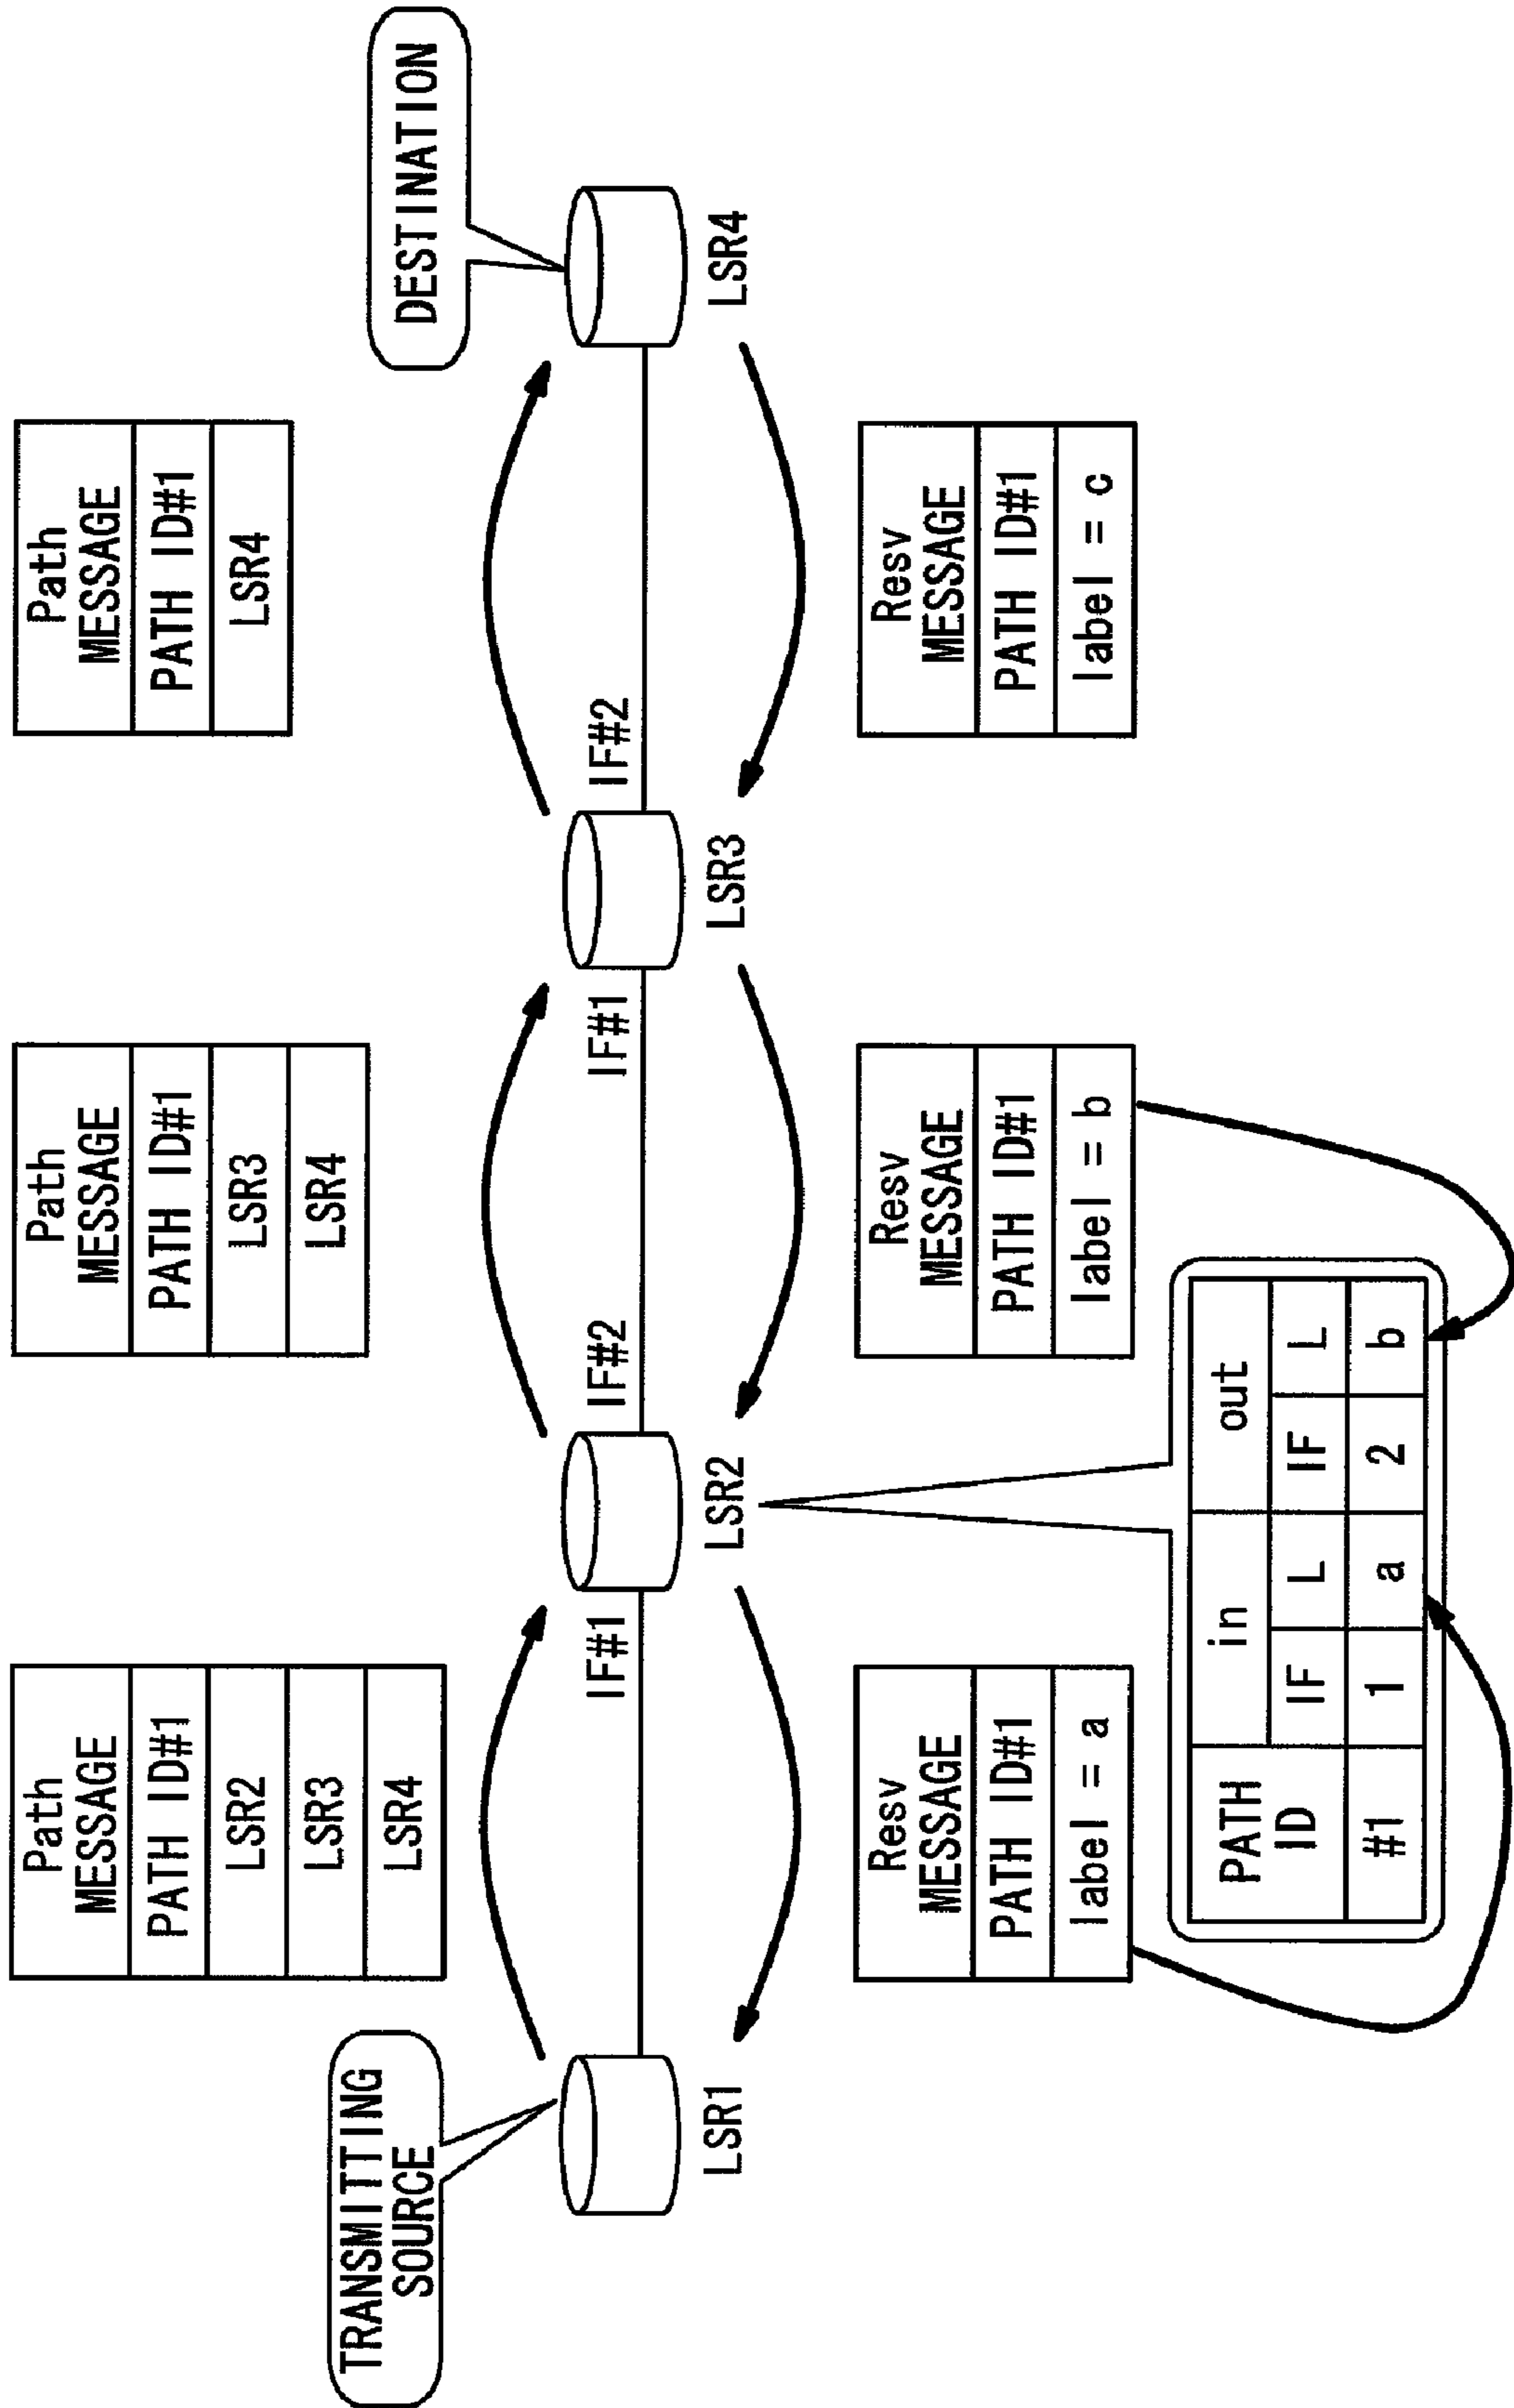 Path
MESSAGE
PATH ID#1
LSR2
LSR3
LSR4
Path
MESSAGE
PATH ID#1
LSR3
LSR4
Path
MESSAGE
PATH ID#1
LSR4
TRANSMITTING
SOURCE
DESTINATION
IF#1
IF#2
IF#1
IF#2
LSR1
LSR2
LSR3
LSR4
Resv
MESSAGE
PATH ID#1
label = a
Resv
MESSAGE
PATH ID#1
label = b
Resv
MESSAGE
PATH ID#1
label = c
PATH
ID
in
out
IF
L
IF
L
#1
1
a
2
b